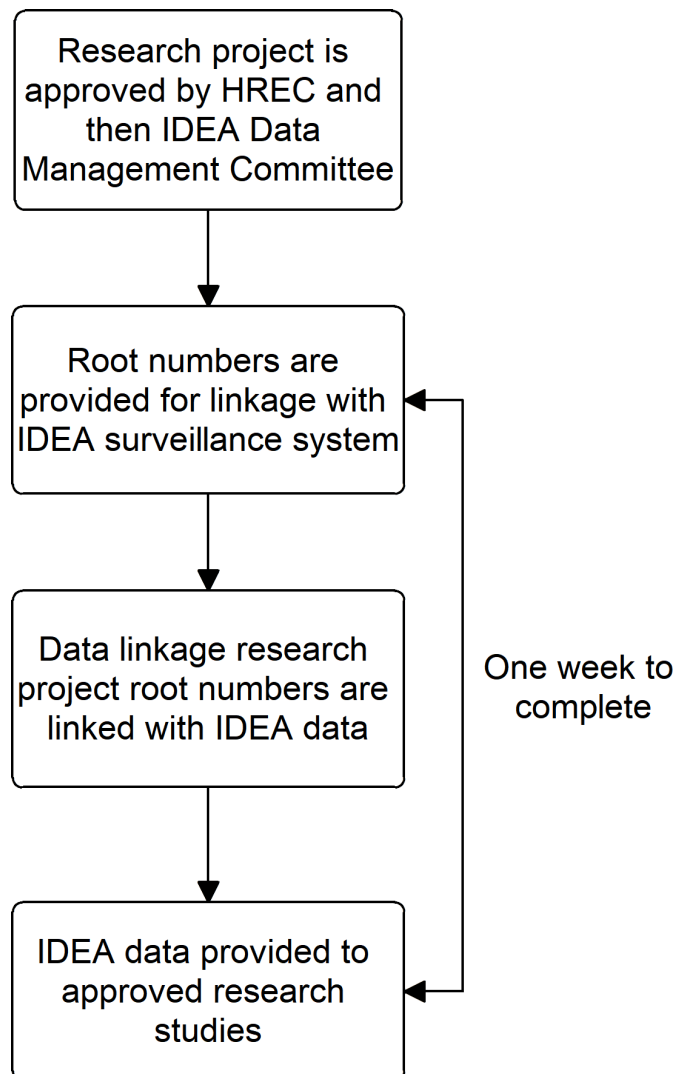 Research project is
approved by HREC and
then IDEA Data
Management Committee
Root numbers are
provided for linkage with
IDEA surveillance system
Data linkage research
project root numbers are
linked with IDEA data
One week to
complete
IDEA data provided to
approved research
studies